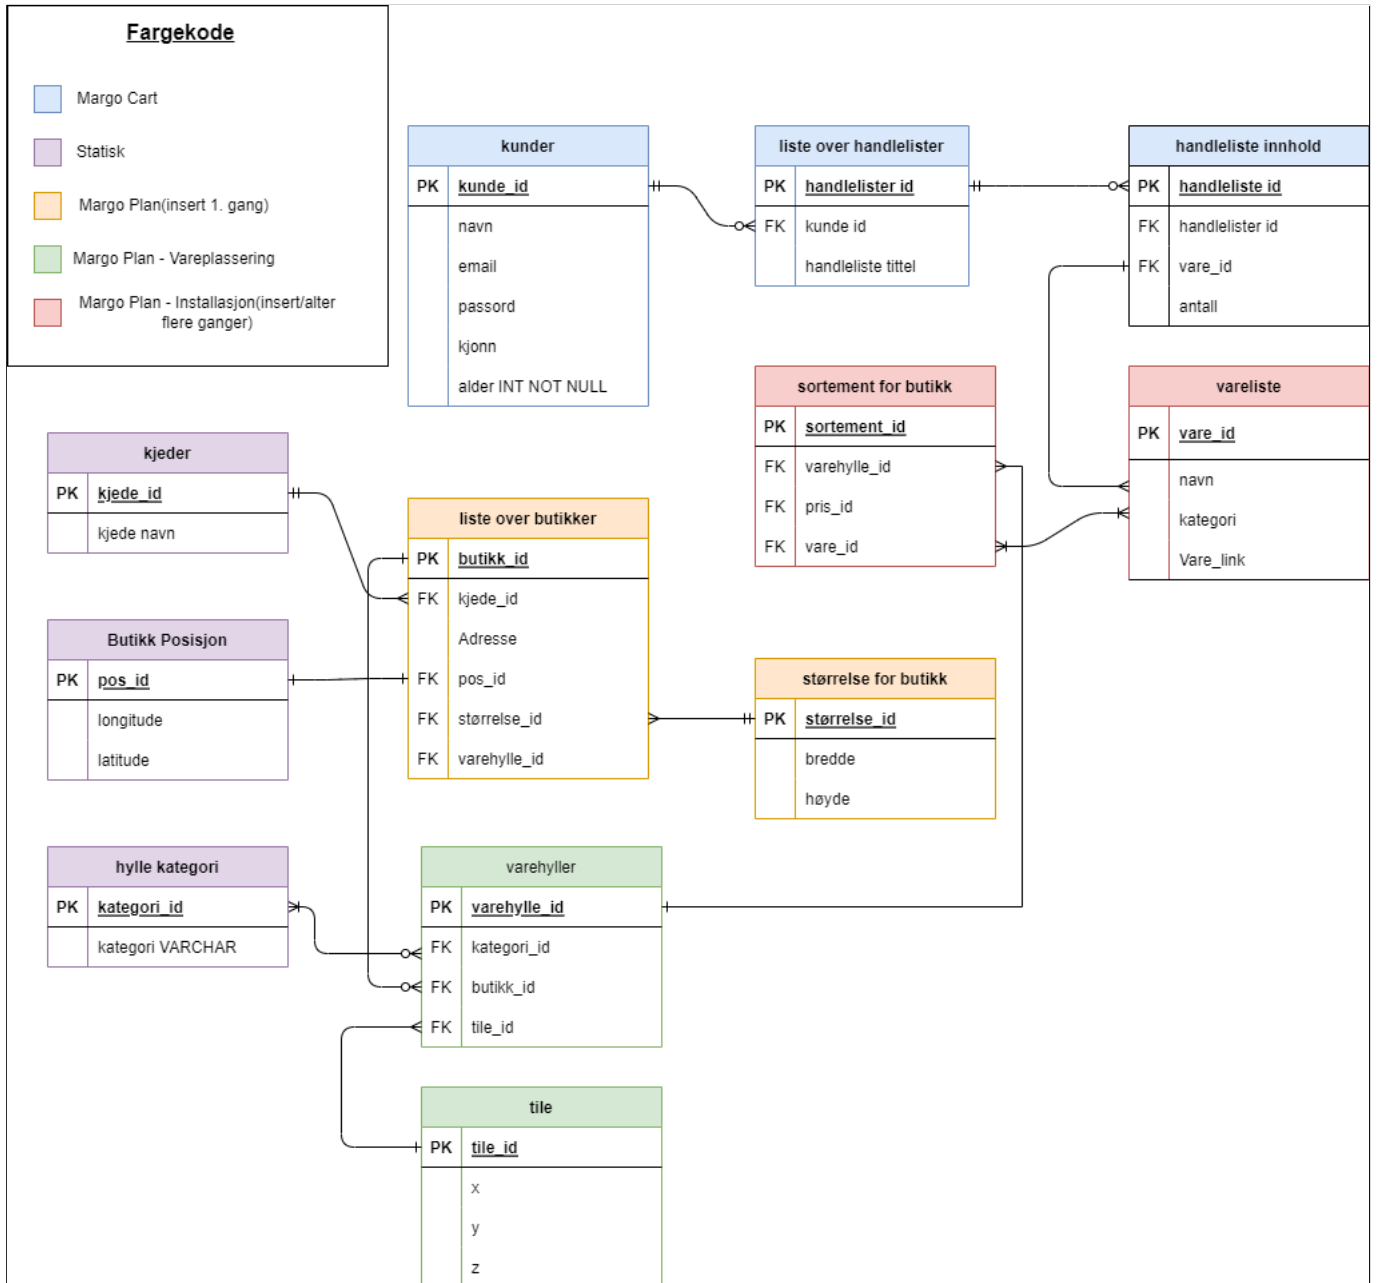 Fargekode
Margo Cart
Statisk
Margo Plan(insert 1. gang)
Margo Plan - Vareplassering
Margo Plan - Installasjon(insert/alter
flere ganger)
kunder
PK kunde_id
navn
email
passord
kjonn
alder INT NOT NULL
liste over handlelister
PK handlelister id
FK kunde id
handleliste tittel
handleliste innhold
PK handleliste id
FK handlelister id
FK vare_id
antall
sortement for butikk
PK sortement_id
FK varehylle_id
FK pris_id
FK vare_id
vareliste
PK vare_id
navn
kategori
Vare_link
kjeder
PK kjede_id
kjede navn
liste over butikker
PK butikk_id
FK kjede_id
Adresse
FK pos_id
FK størrelse_id
FK varehylle_id
Butikk Posisjon
PK pos_id
longitude
latitude
størrelse for butikk
PK størrelse_id
bredde
høyde
hylle kategori
PK kategori_id
kategori VARCHAR
varehyller
PK varehylle_id
FK kategori_id
FK butikk_id
FK tile_id
tile
PK tile_id
x
y
z